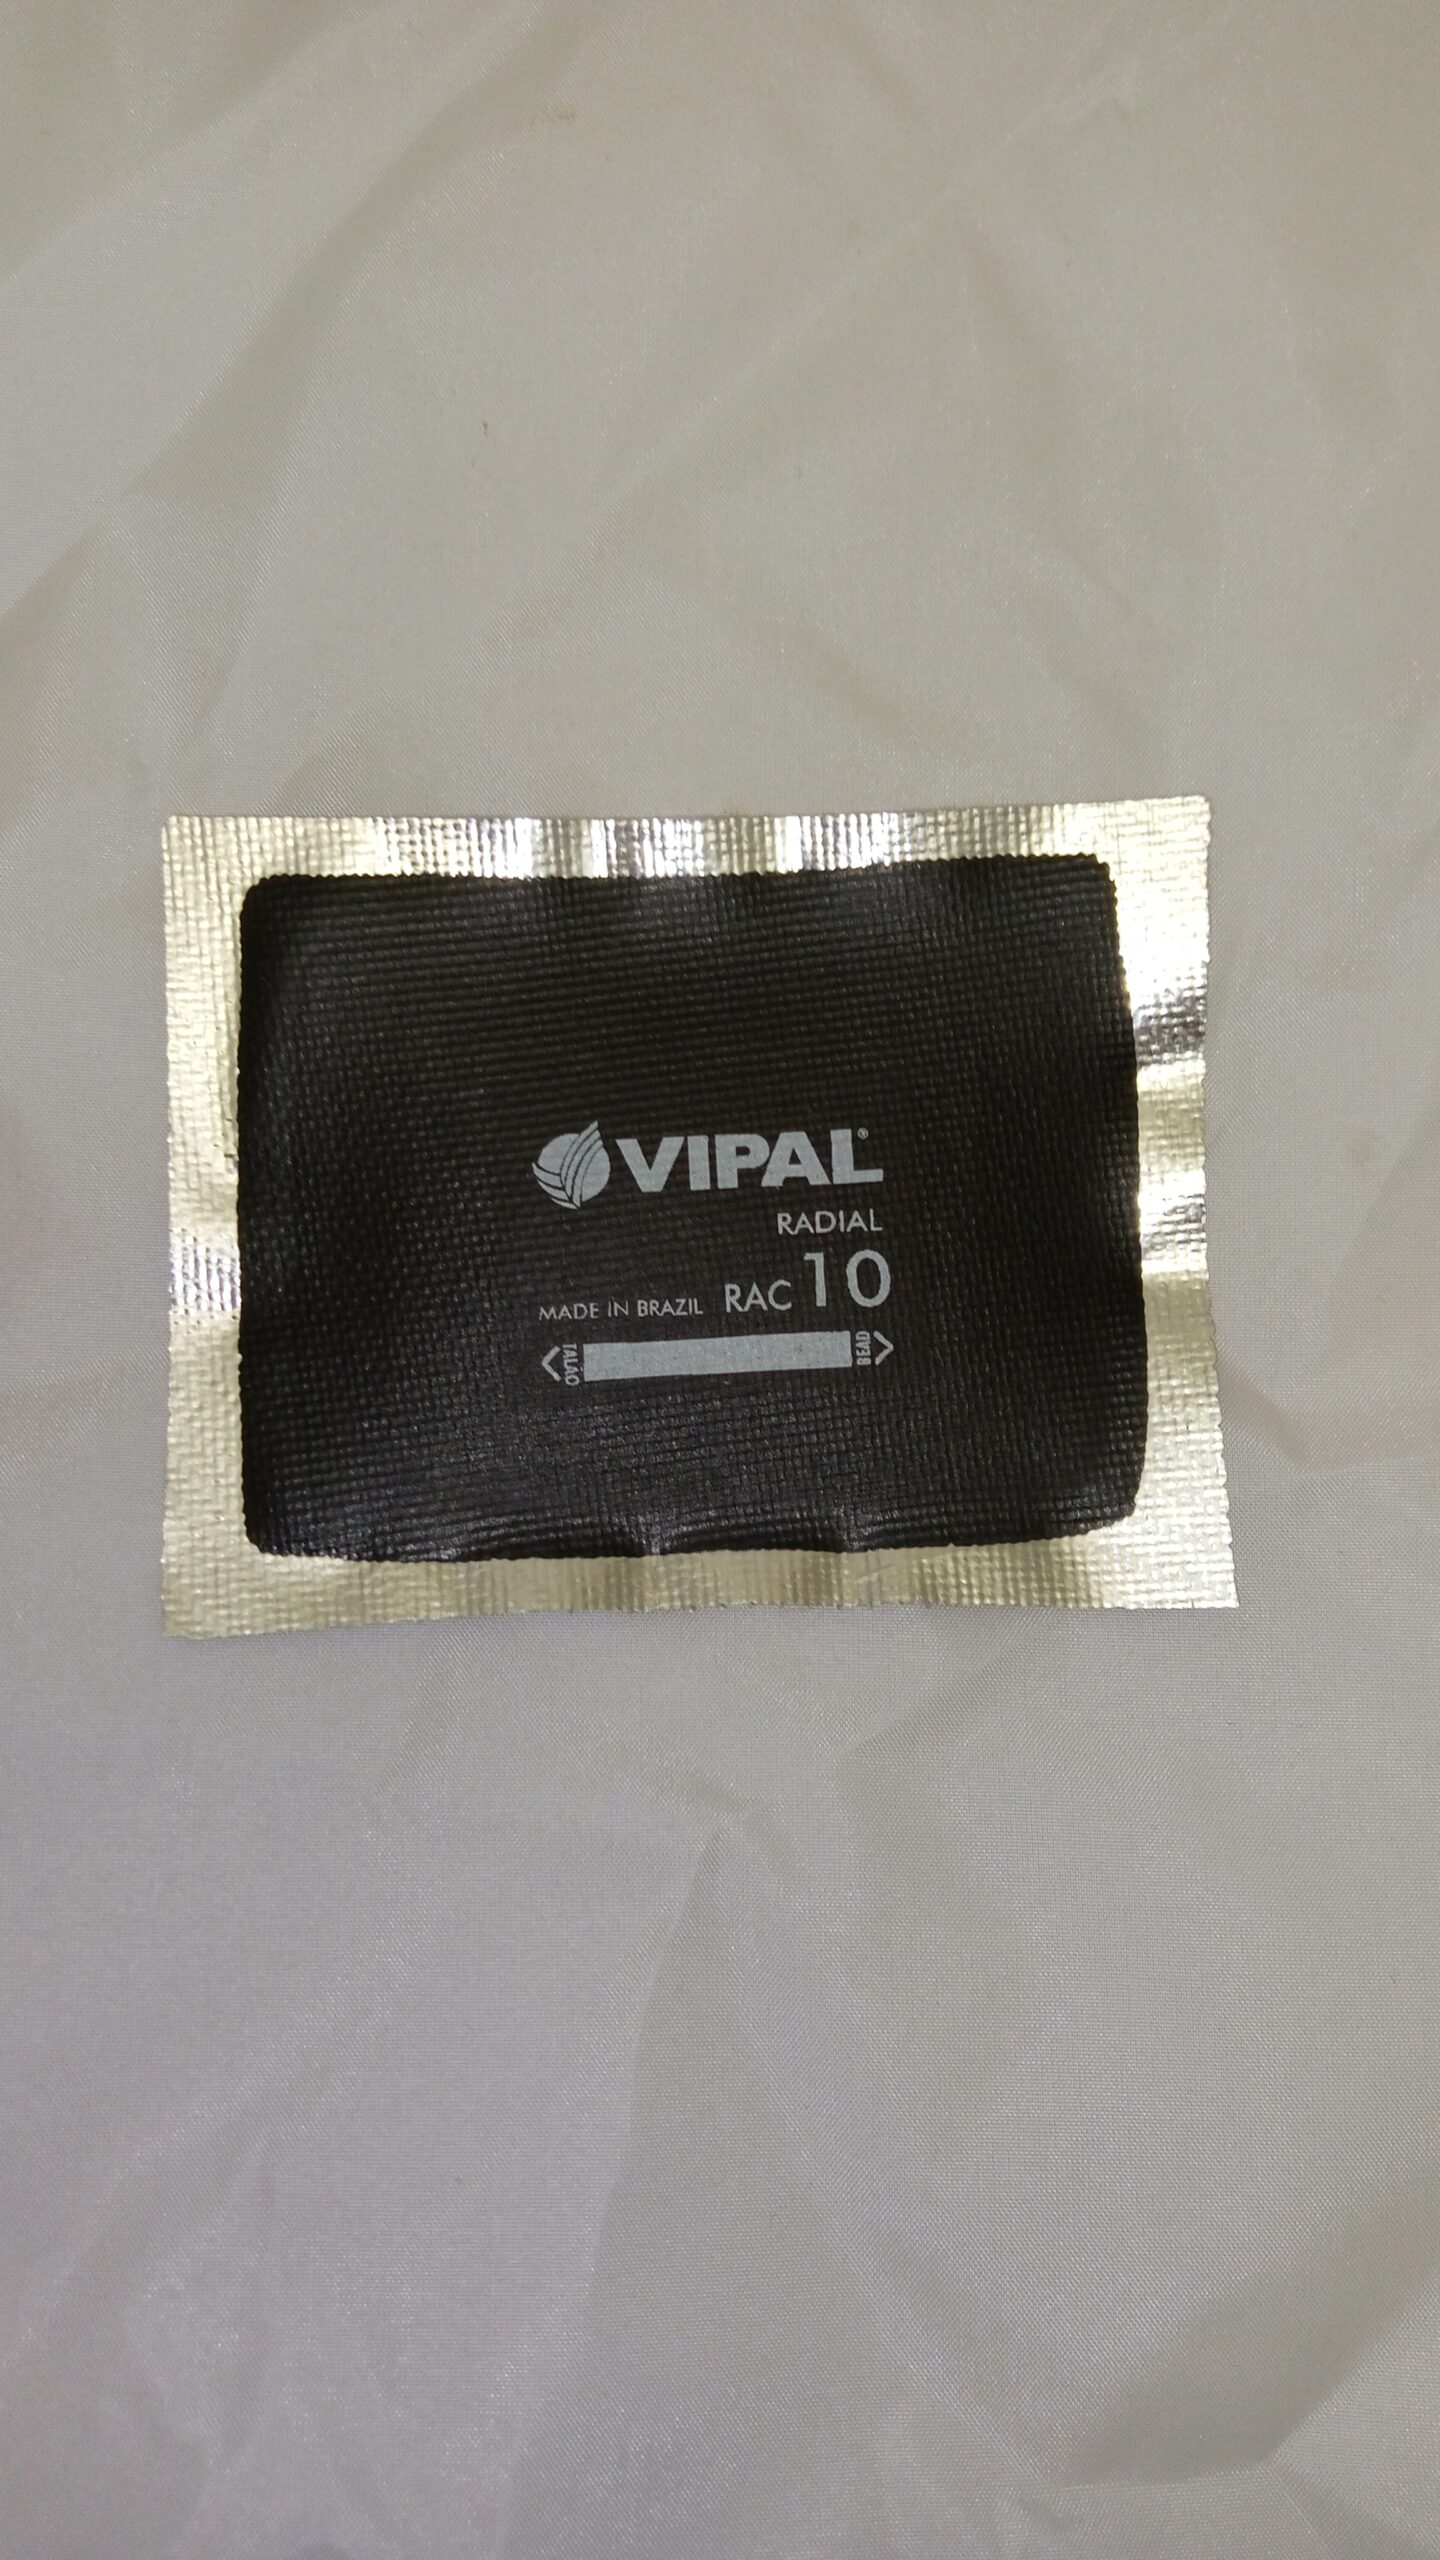 VIPAL®
RADIAL
MADE IN BRAZIL RAC 10
TALÃO BEAD